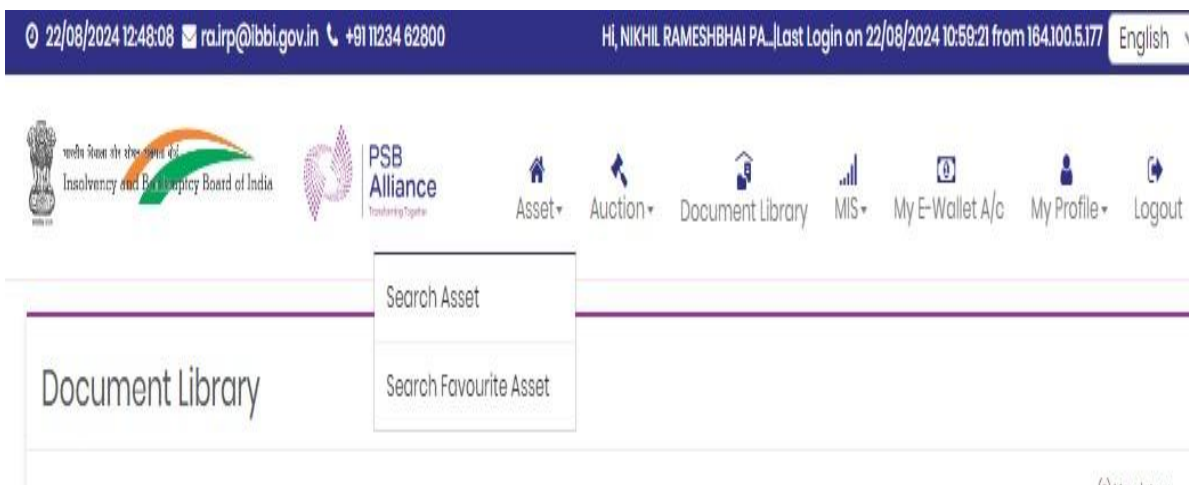 22/08/2024 12:48:08 ra.irp@ibbi.gov.in +91 11234 62800 Hi, NIKHIL RAMESHBHAI PA...|Last Login on 22/08/2024 10:59:21 from 164.100.5.177 English
Insolvency and Bankruptcy Board of India
PSB
Alliance
Transforming Together
Asset Auction Document Library MIS My E-Wallet A/c My Profile Logout
Search Asset
Search Favourite Asset
Document Library